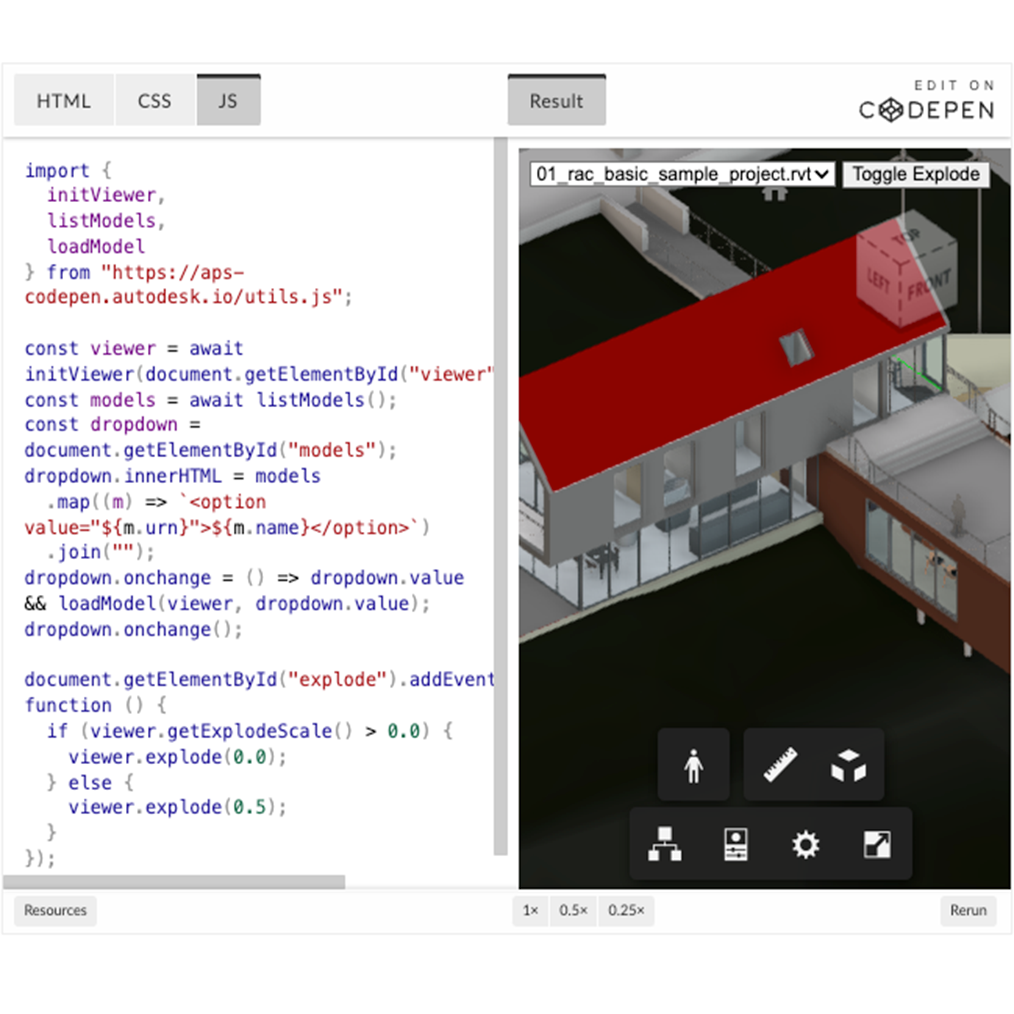 HTML CSS JS Result
EDIT ON
CODEPEN
import {
  initViewer,
  listModels,
  loadModel
} from "https://aps-
codepen.autodesk.io/utils.js";
const viewer = await
initViewer(document.getElementById("viewer"
const models = await listModels();
const dropdown =
document.getElementById("models");
dropdown.innerHTML = models
  .map((m) => `<option
value="${m.urn}">${m.name}</option>`)
  .join("");
dropdown.onchange = () => dropdown.value
&& loadModel(viewer, dropdown.value);
dropdown.onchange();
document.getElementById("explode").addEvent
function () {
  if (viewer.getExplodeScale() > 0.0) {
    viewer.explode(0.0);
  } else {
    viewer.explode(0.5);
  }
});
01_rac_basic_sample_project.rvt Toggle Explode
TOP
LEFT FRONT
Resources 1× 0.5× 0.25× Rerun